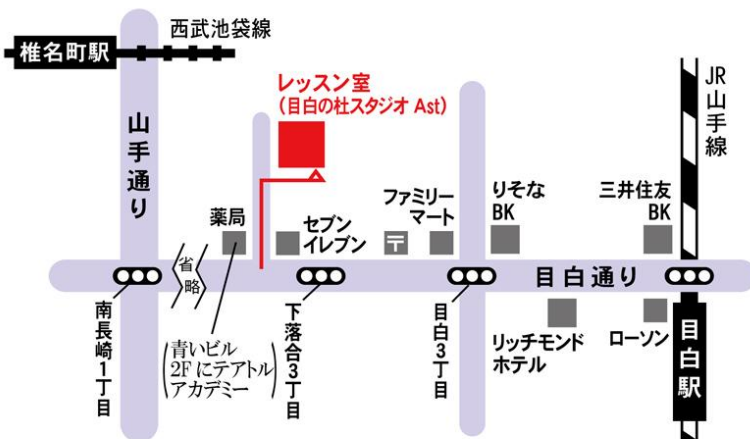 西武池袋線
椎名町駅
山手通り
レッスン室
(目白の杜スタジオ Ast)
JR山手線
薬局
セブン
イレブン
〒
ファミリー
マート
りそな
BK
三井住友
BK
省略
目白通り
南長崎1丁目
(青いビル
2Fにテアトル
アカデミー)
下落合3丁目
目白3丁目
リッチモンド
ホテル
ローソン
目白駅